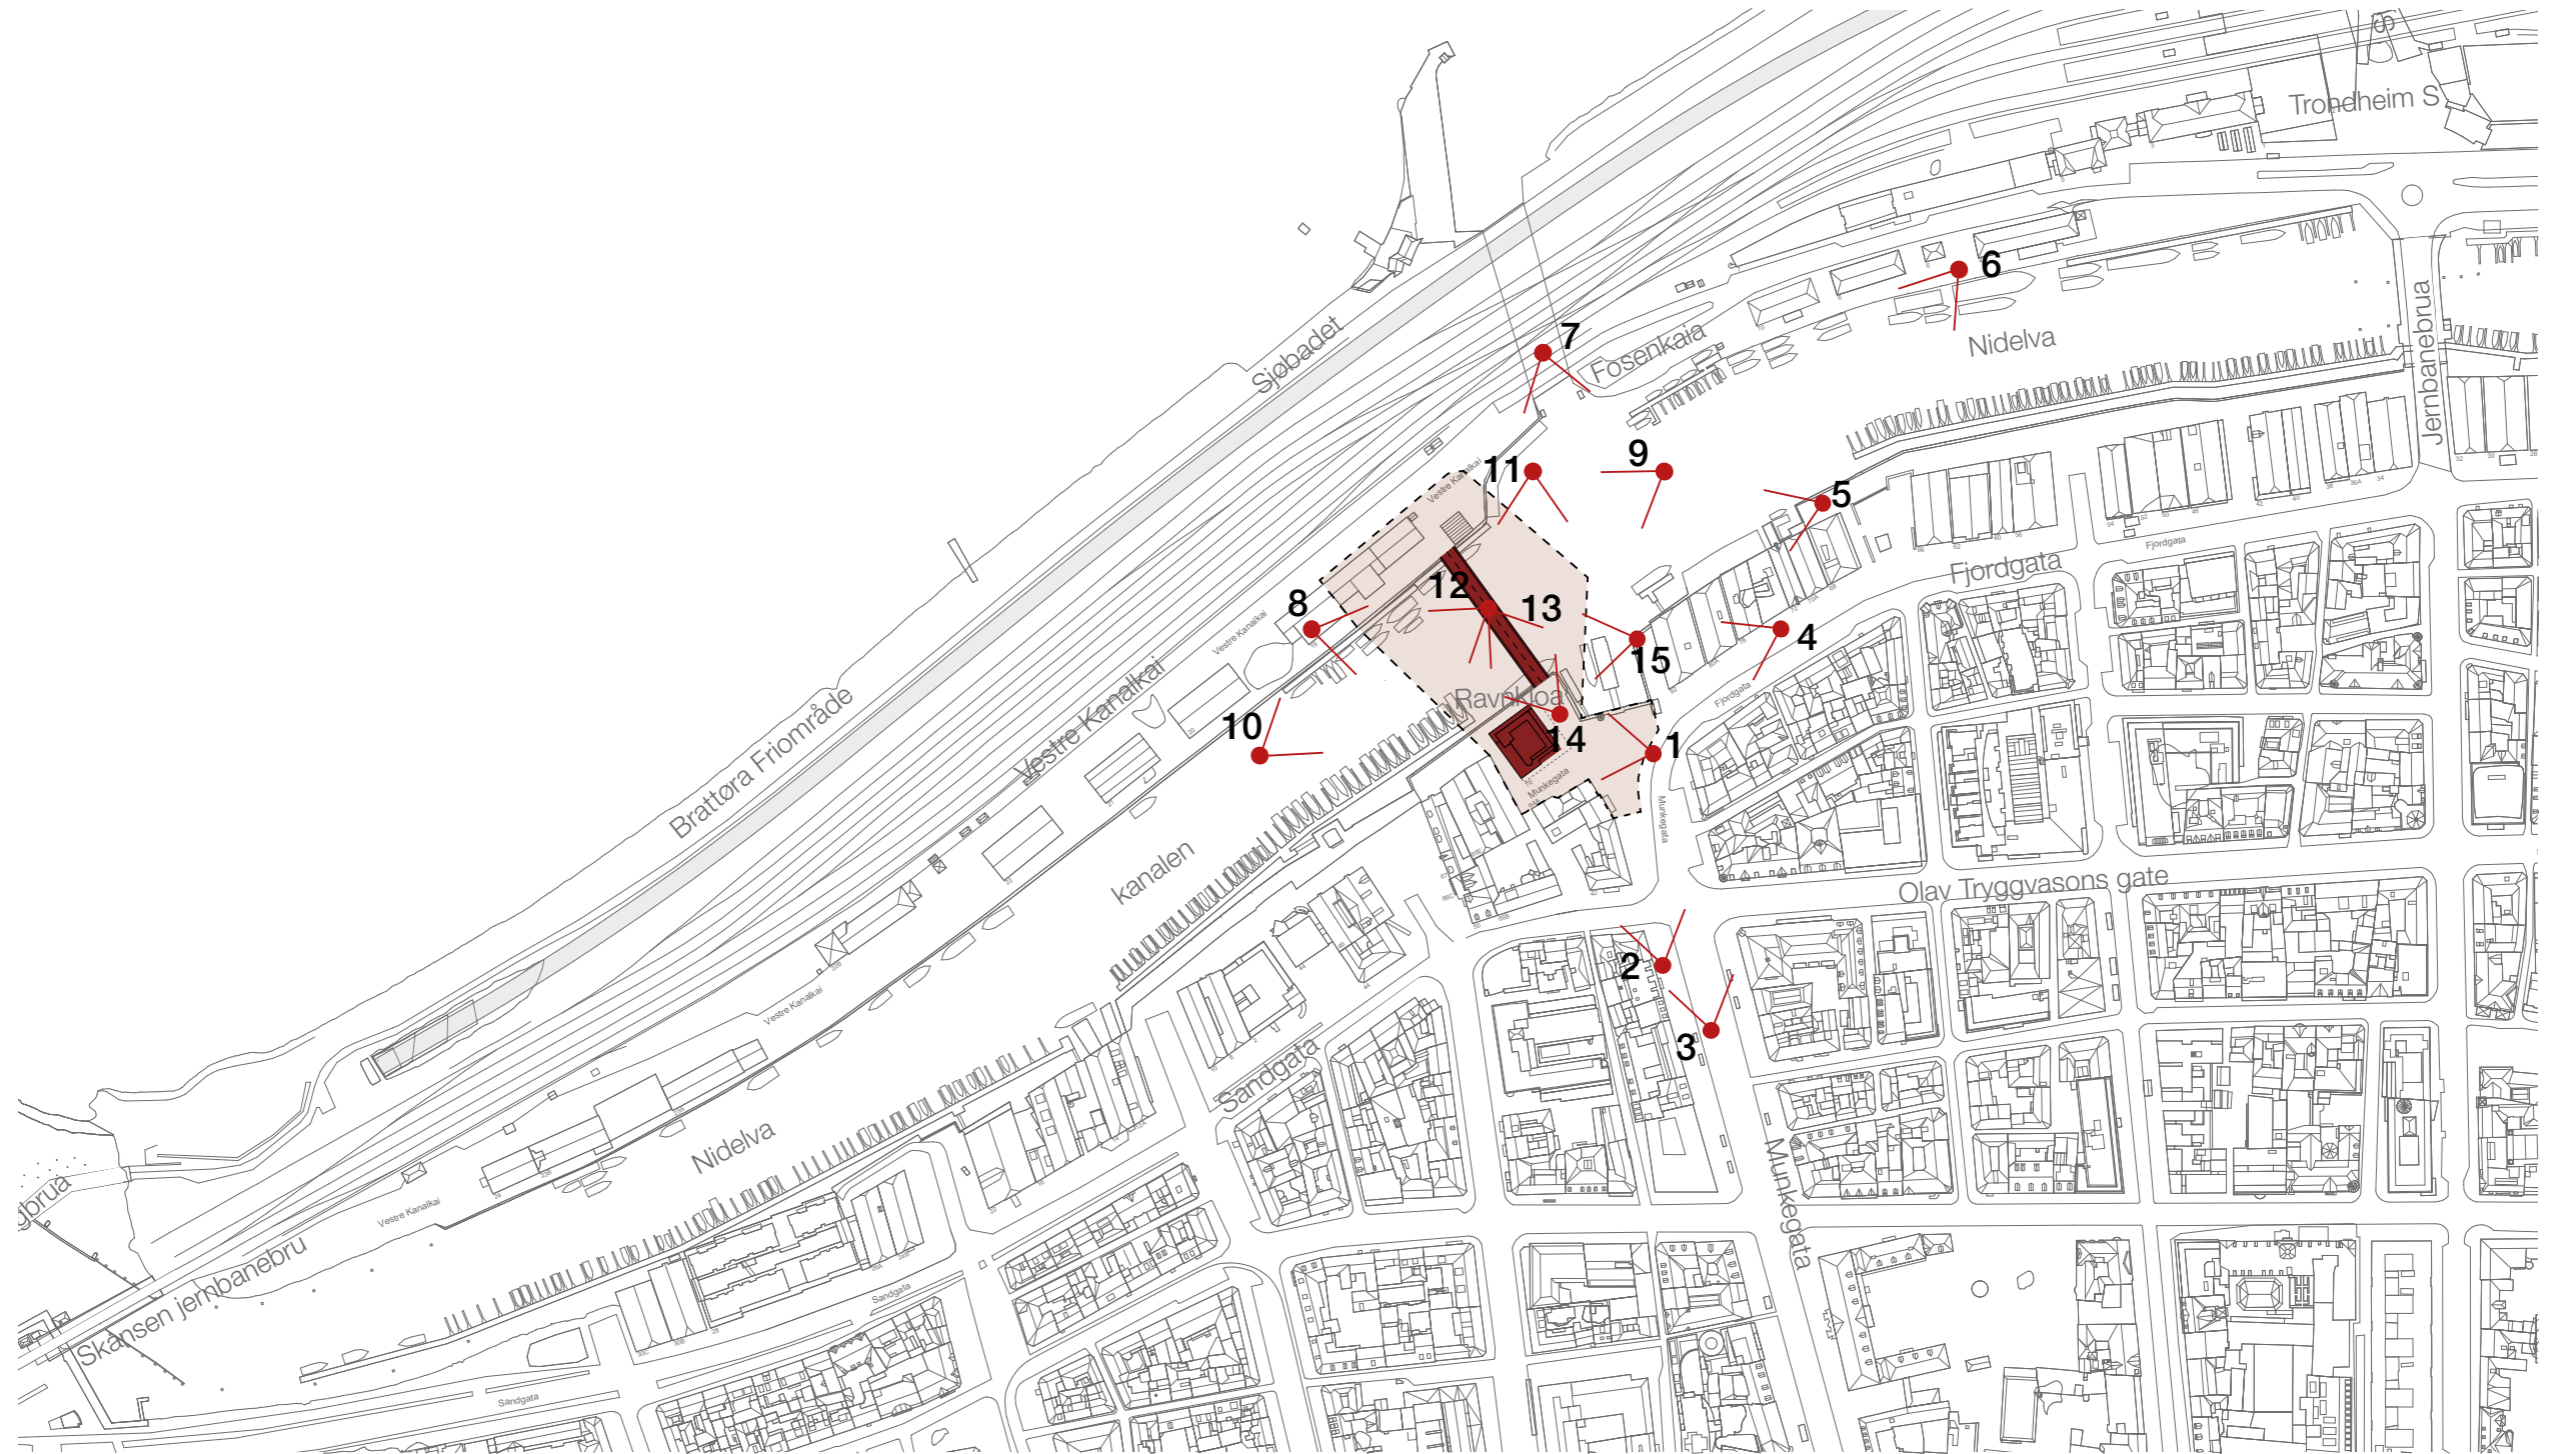 Trondheim S
6
Nidelva
Jernbanebrua
7
Fosenkaia
Sjøbadet
11
9
5
Vestre Kanalkai
Fjordgata
Fjordgata
12
13
8
4
15
Vestre Kanalkai
Vestre Kanalkai
Ravnkloa
Fjordgata
10
14
1
Brattøra Friområde
Munkegata
Munkegata
kanalen
Olav Tryggvasons gate
2
3
Vestre Kanalkai
Sandgata
Nidelva
Munkegata
Vestre Kanalkai
Skansen jernbanebru
Sandgata
Sandgata